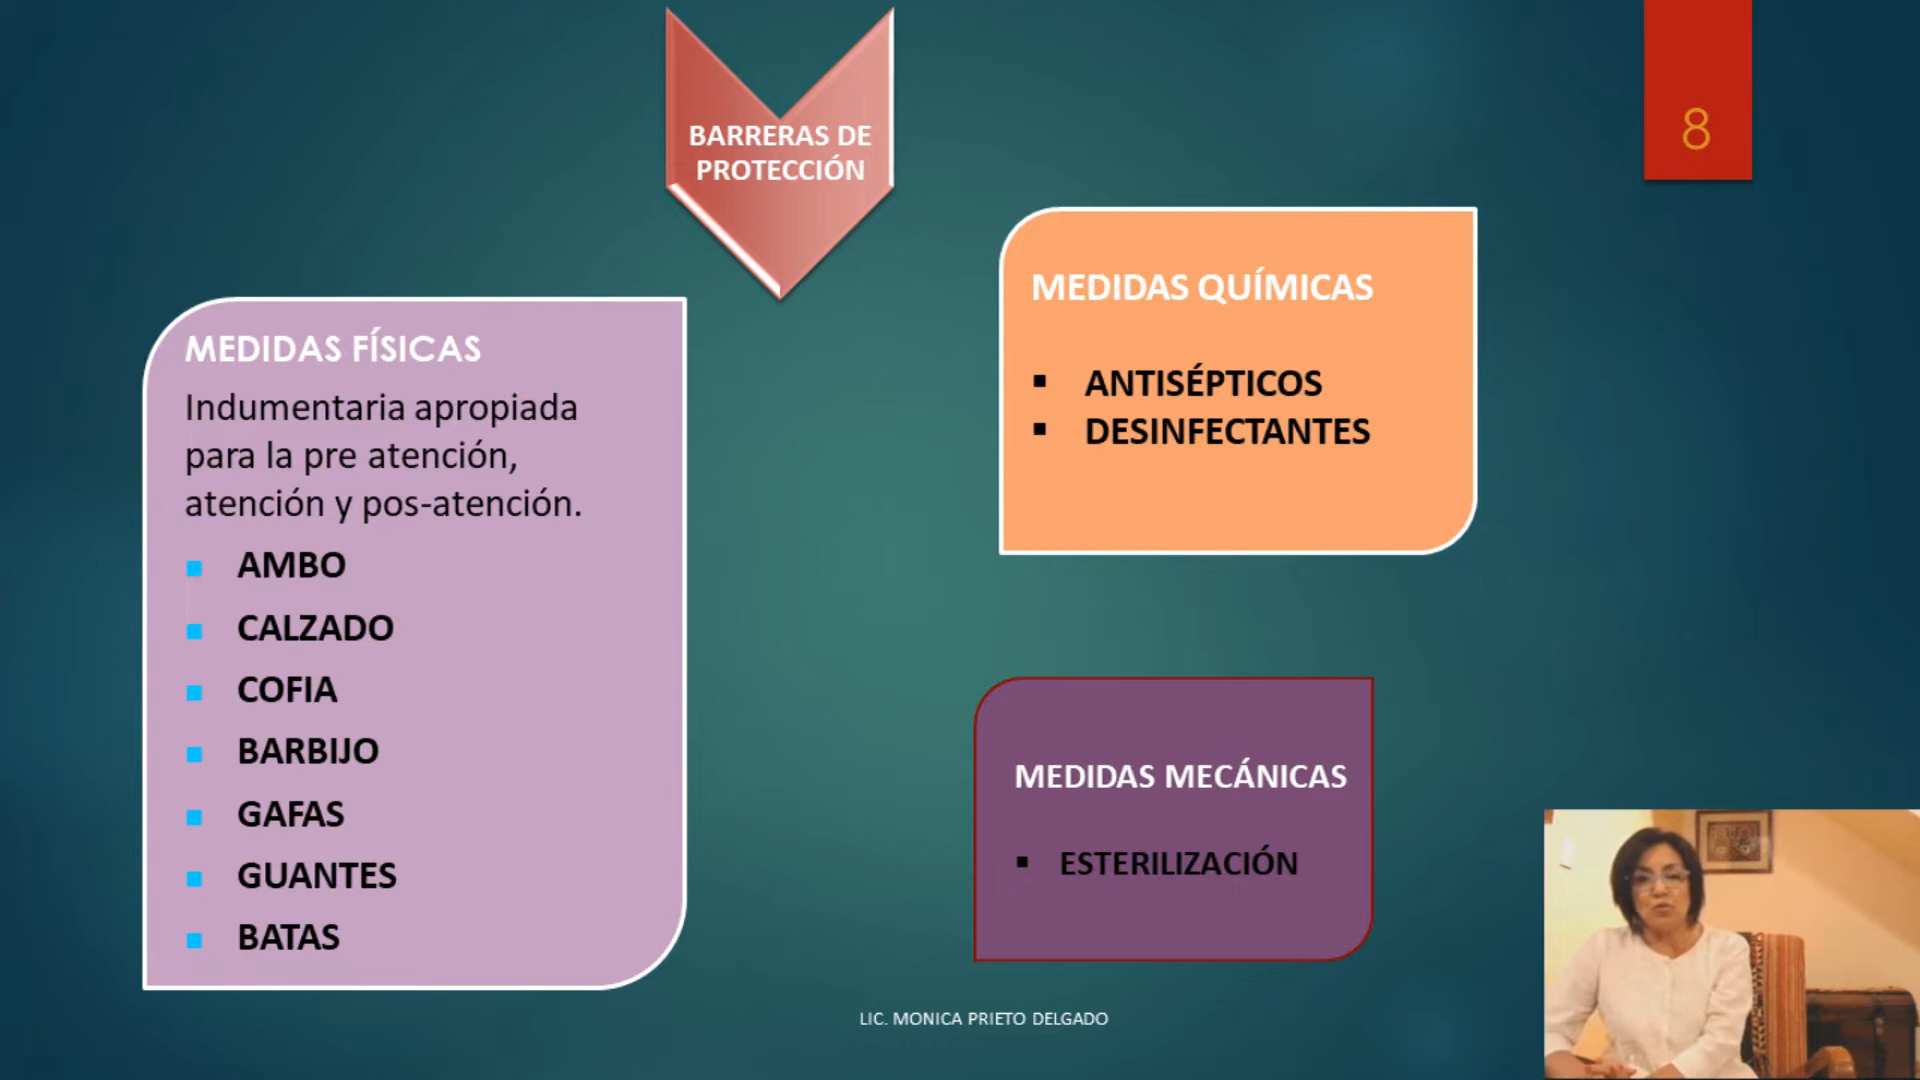 BARRERAS DE
PROTECCIÓN
8
MEDIDAS FÍSICAS
Indumentaria apropiada
para la pre atención,
atención y pos-atención.
AMBO
CALZADO
COFIA
BARBIJO
GAFAS
GUANTES
BATAS
MEDIDAS QUÍMICAS
ANTISÉPTICOS
DESINFECTANTES
MEDIDAS MECÁNICAS
ESTERILIZACIÓN
LIC. MONICA PRIETO DELGADO